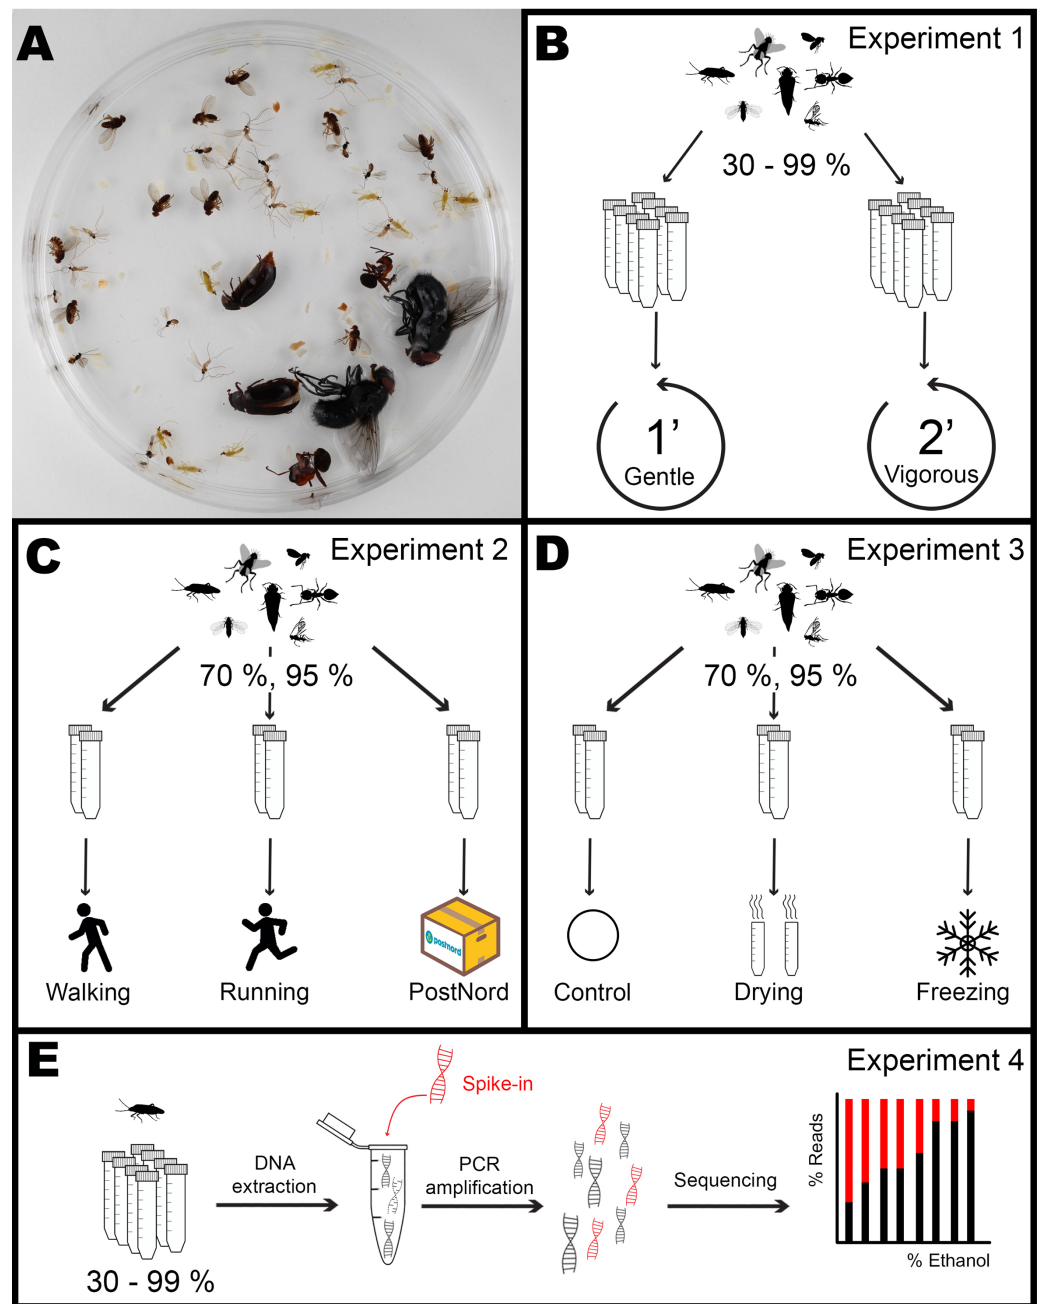 A
B
Experiment 1
30 - 99 %
1’
Gentle
2’
Vigorous
C
Experiment 2
70 %, 95 %
postnord
Walking
Running
PostNord
D
Experiment 3
70 %, 95 %
Control
Drying
Freezing
E
Experiment 4
30 - 99 %
DNA
extraction
Spike-in
PCR
amplification
Sequencing
% Reads
% Ethanol